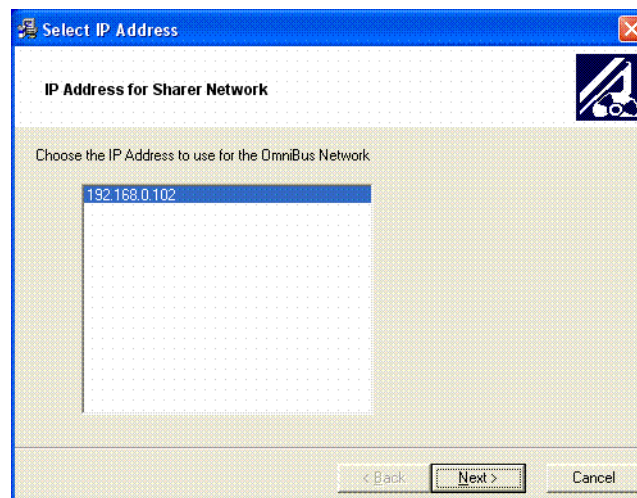 Select IP Address
IP Address for Sharer Network
Choose the IP Address to use for the OmniBus Network
192.168.0.102
< Back Next > Cancel